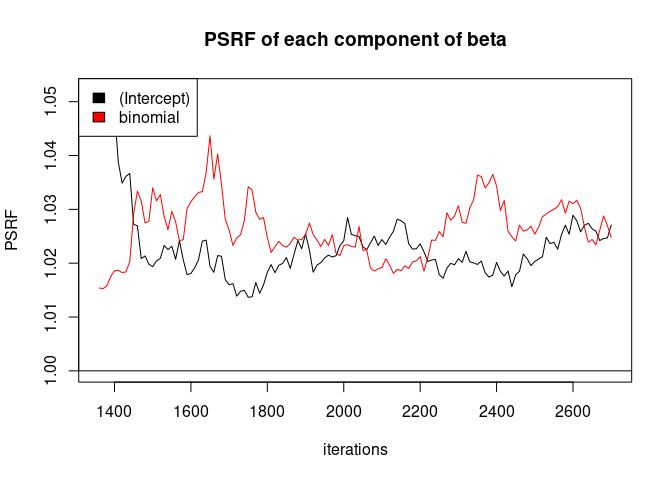 PSRF of each component of beta
(Intercept)
binomial
PSRF
1.05
1.04
1.03
1.02
1.01
1.00
1400 1600 1800 2000 2200 2400 2600
iterations